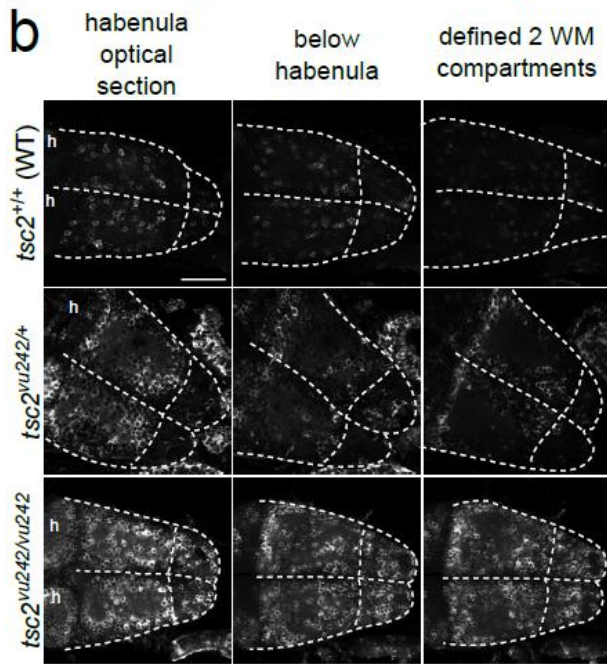 b
habenula
optical
section
below
habenula
defined 2 WM
compartments
tsc2+/+ (WT)
h
h
tsc2vu242/+
h
tsc2vu242/vu242
h
h